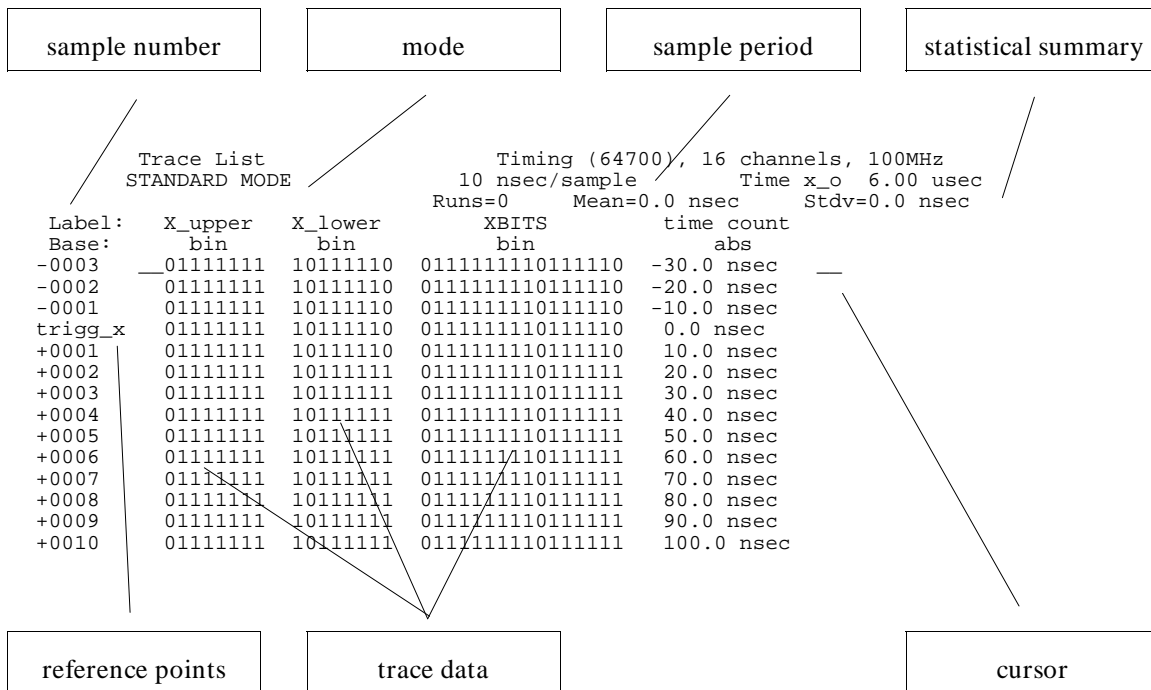 sample number mode sample period statistical summary
Trace List Timing (64700), 16 channels, 100MHz
STANDARD MODE 10 nsec/sample Time x_o 6.00 usec
Runs=0 Mean=0.0 nsec Stdv=0.0 nsec
Label: X_upper X_lower XBITS time count
Base: bin bin bin abs
-0003 __01111111 10111110 0111111110111110 -30.0 nsec __
-0002 01111111 10111110 0111111110111110 -20.0 nsec
-0001 01111111 10111110 0111111110111110 -10.0 nsec
trigg_x 01111111 10111110 0111111110111110 0.0 nsec
+0001 01111111 10111110 0111111110111110 10.0 nsec
+0002 01111111 10111111 0111111110111111 20.0 nsec
+0003 01111111 10111111 0111111110111111 30.0 nsec
+0004 01111111 10111111 0111111110111111 40.0 nsec
+0005 01111111 10111111 0111111110111111 50.0 nsec
+0006 01111111 10111111 0111111110111111 60.0 nsec
+0007 01111111 10111111 0111111110111111 70.0 nsec
+0008 01111111 10111111 0111111110111111 80.0 nsec
+0009 01111111 10111111 0111111110111111 90.0 nsec
+0010 01111111 10111111 0111111110111111 100.0 nsec
reference points trace data cursor